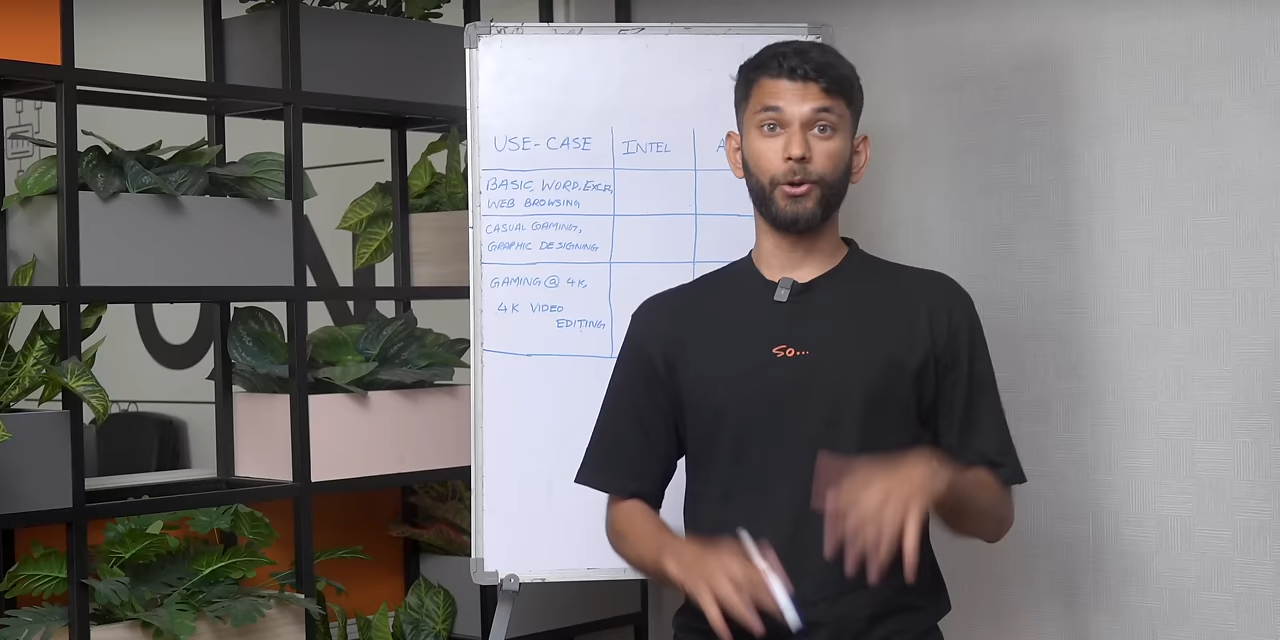 USE-CASE
INTEL
BASIC, WORD, EXCEL,
WEB BROWSING
CASUAL GAMING,
GRAPHIC DESIGNING
GAMING @ 4K,
4K VIDEO
EDITING
So...